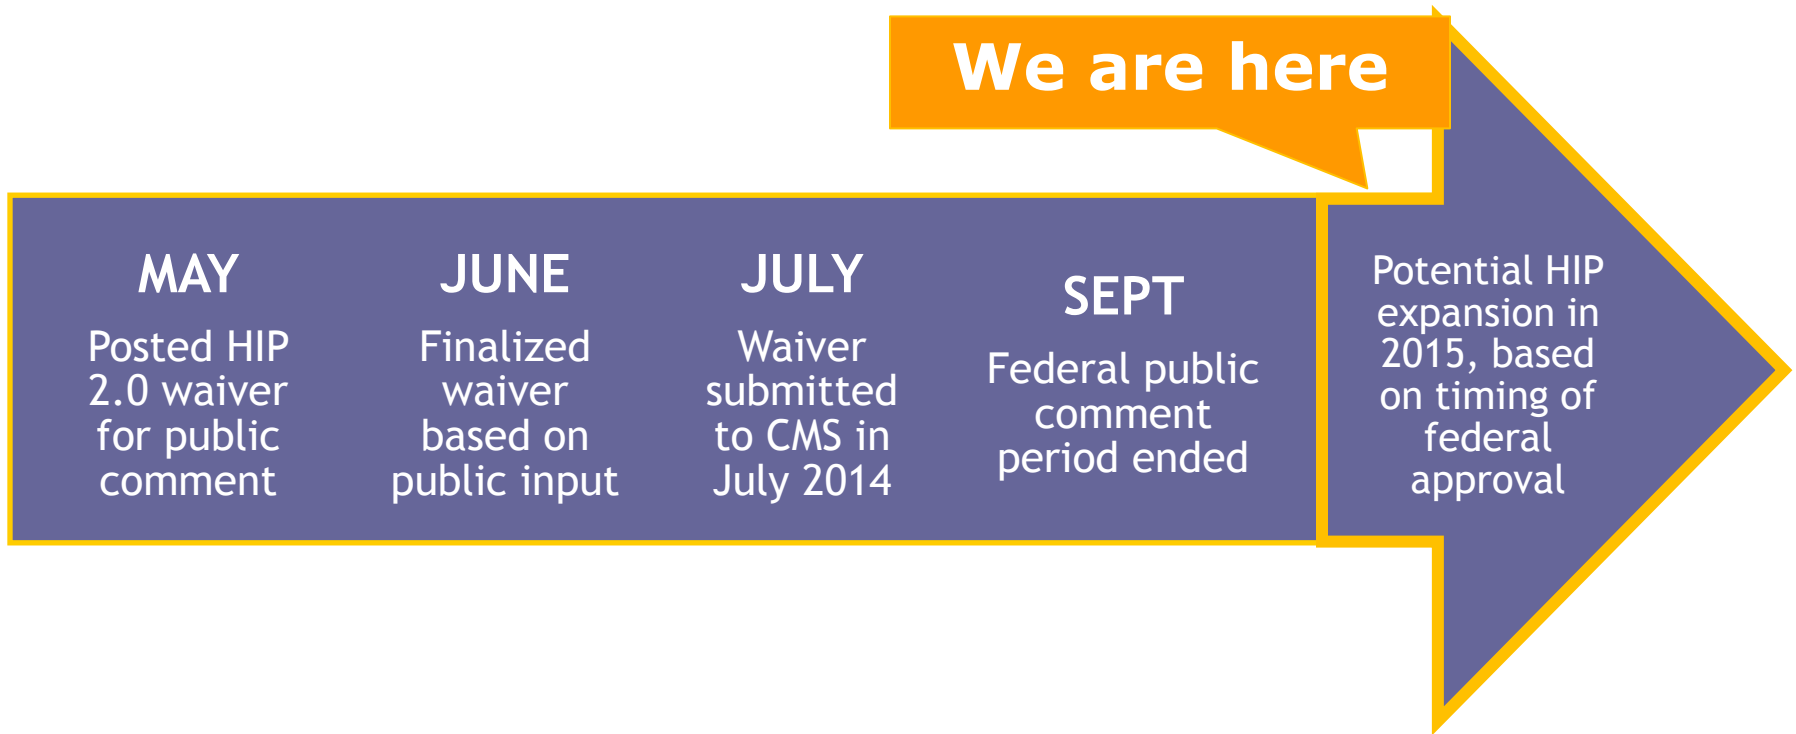 We are here
MAY
Posted HIP
2.0 waiver
for public
comment
JUNE
Finalized
waiver
based on
public input
JULY
Waiver
submitted
to CMS in
July 2014
SEPT
Federal public
comment
period ended
Potential HIP
expansion in
2015, based
on timing of
federal
approval